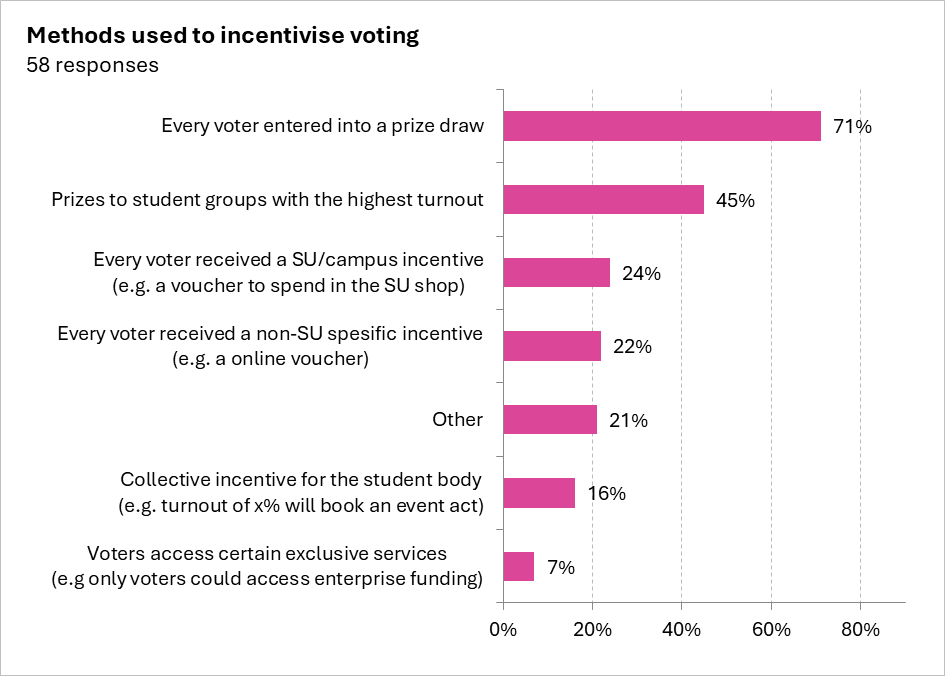 Methods used to incentivise voting
58 responses
Every voter entered into a prize draw
71%
Prizes to student groups with the highest turnout
45%
Every voter received a SU/campus incentive
(e.g. a voucher to spend in the SU shop)
24%
Every voter received a non-SU spesific incentive
(e.g. a online voucher)
22%
Other
21%
Collective incentive for the student body
(e.g. turnout of x% will book an event act)
16%
Voters access certain exclusive services
(e.g only voters could access enterprise funding)
7%
0% 20% 40% 60% 80%